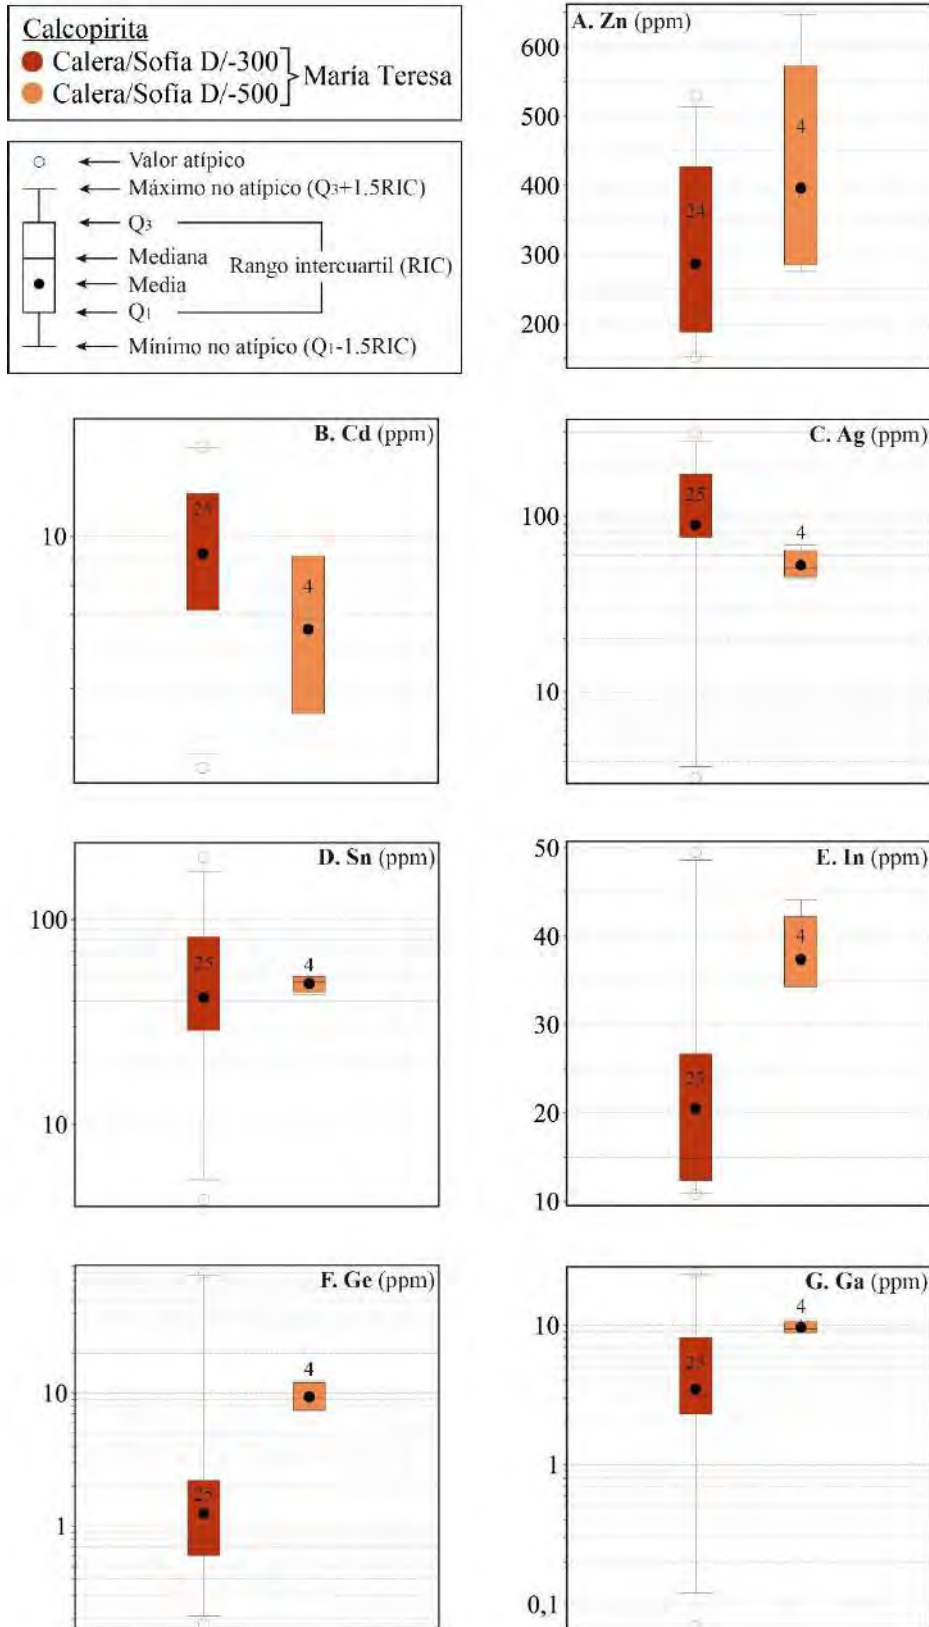 Calcopirita
Calera/Sofía D/-300
Calera/Sofía D/-500
María Teresa
Valor atípico
Máximo no atípico (Q3+1.5RIC)
Q3
Mediana
Rango intercuartil (RIC)
Media
Q1
Mínimo no atípico (Q1-1.5RIC)
A. Zn (ppm)
600
500
400
300
200
24
4
B. Cd (ppm)
10
25
4
C. Ag (ppm)
100
10
25
4
D. Sn (ppm)
100
10
25
4
E. In (ppm)
50
40
30
20
10
25
4
F. Ge (ppm)
10
1
25
4
G. Ga (ppm)
10
1
0,1
25
4